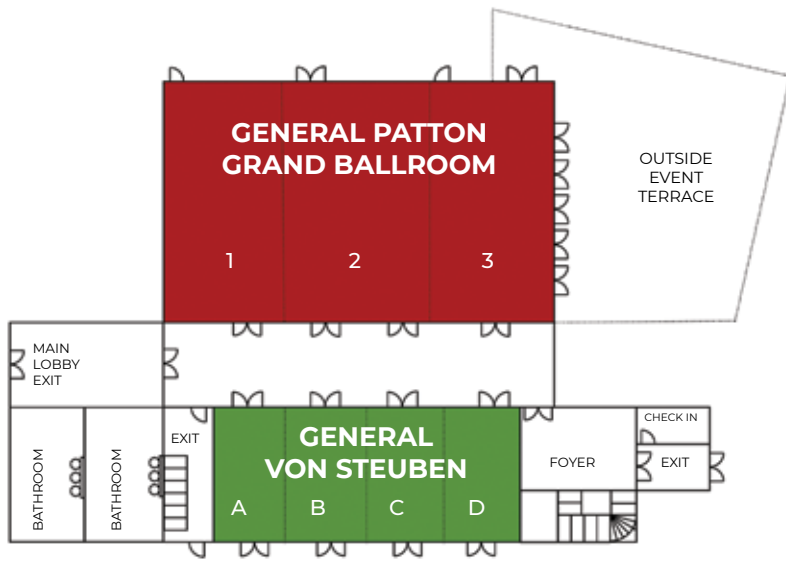 GENERAL PATTON
GRAND BALLROOM
1
2
3
OUTSIDE
EVENT
TERRACE
MAIN
LOBBY
EXIT
BATHROOM
BATHROOM
EXIT
GENERAL
VON STEUBEN
A
B
C
D
FOYER
CHECK IN
EXIT